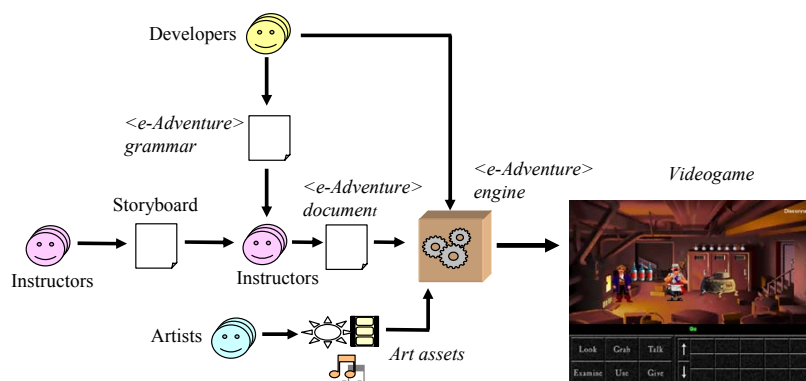 Developers
<e-Adventure>
grammar
<e-Adventure>
engine
Videogame
Storyboard
<e-Adventure>
document
Instructors
Instructors
Artists
Art assets
Look Grab Talk
Examine Use Give